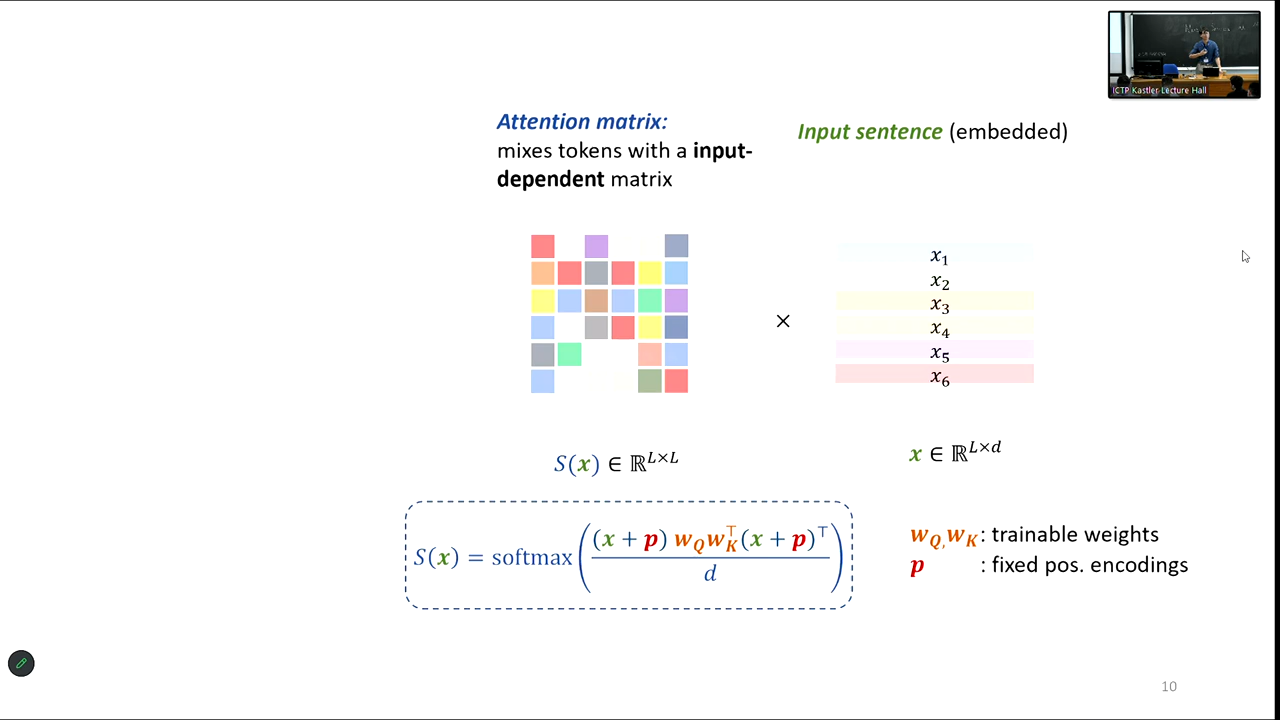 ICTP Kastler Lecture Hall
Attention matrix:
mixes tokens with a input-
dependent matrix
Input sentence (embedded)
×
x₁
x₂
x₃
x₄
x₅
x₆
S(x) ∈ ℝ^{L×L}
x ∈ ℝ^{L×d}
S(x) = softmax( (x + p) w_Q w_K^⊤ (x + p)^⊤ / d )
w_Q, w_K : trainable weights
p : fixed pos. encodings
10